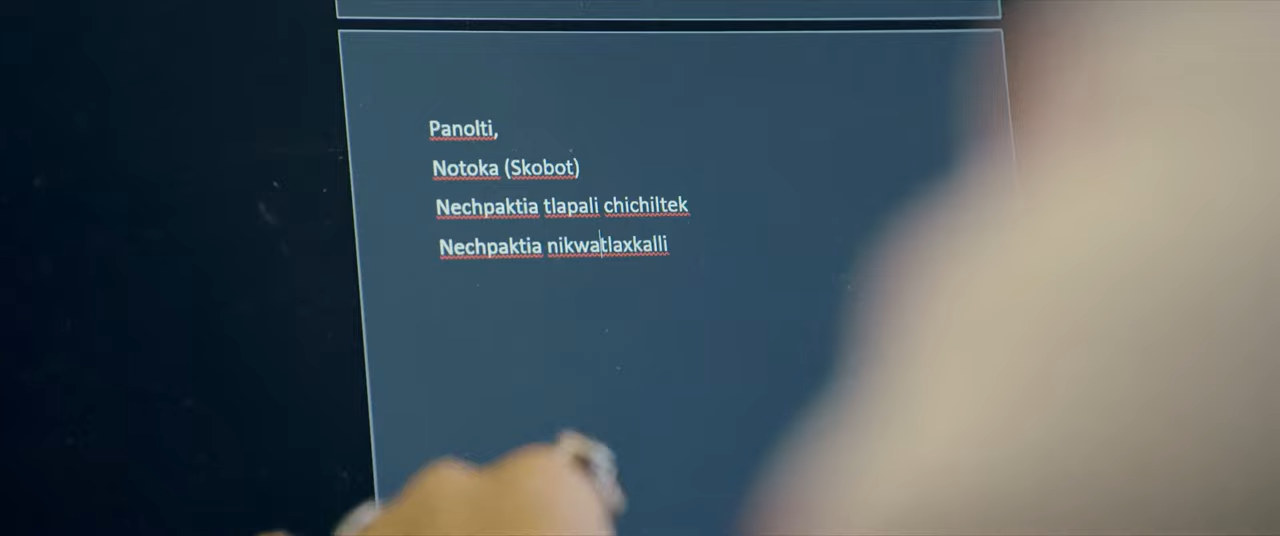 Panolti,
Notoka (Skobot)
Nechpaktia tlapali chichiltek
Nechpaktia nikwatlaxkalli